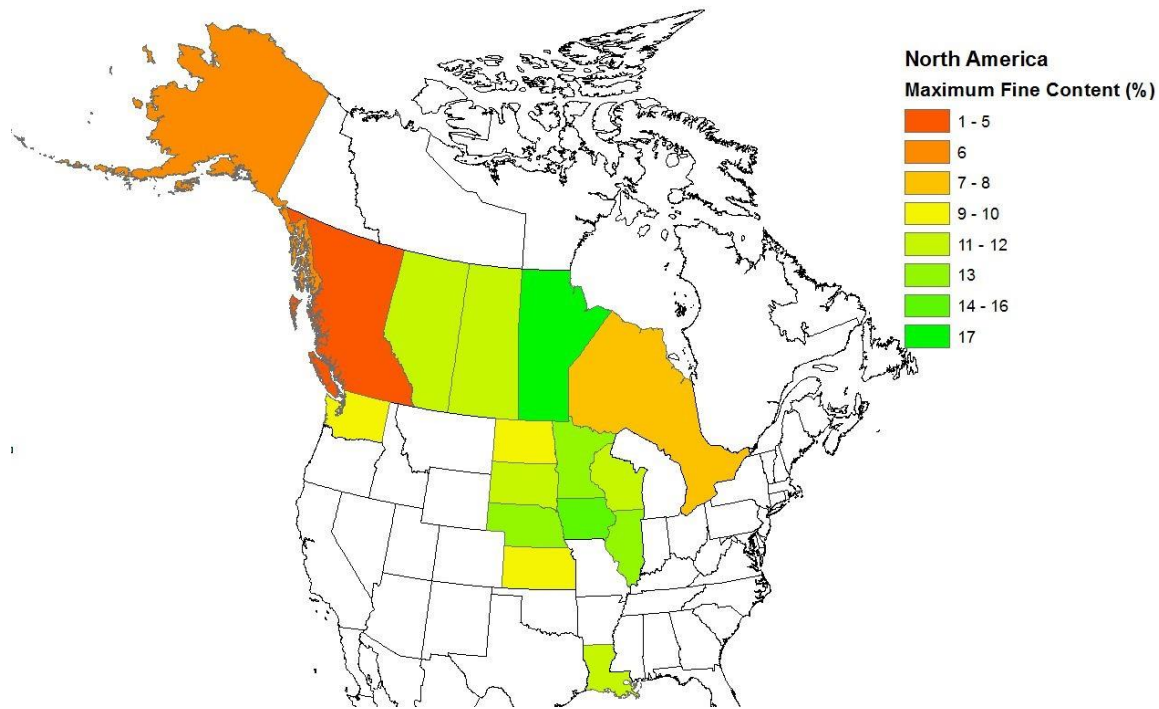 North America
Maximum Fine Content (%)
1 - 5
6
7 - 8
9 - 10
11 - 12
13
14 - 16
17